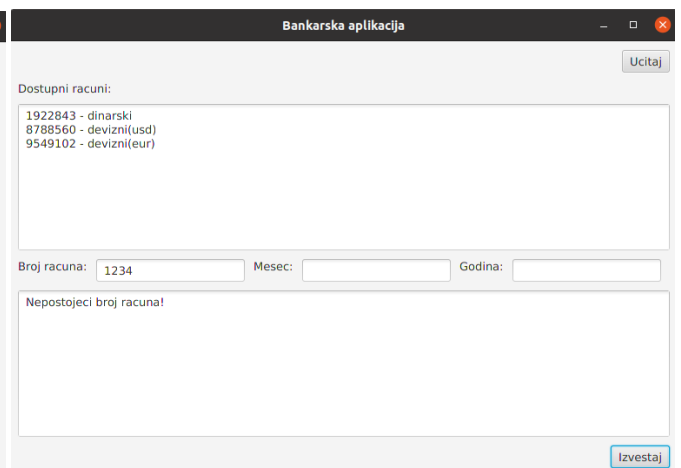 Bankarska aplikacija
Ucitaj
Dostupni racuni:
1922843 - dinarski
8788560 - devizni(usd)
9549102 - devizni(eur)
Broj racuna: 1234 Mesec: Godina:
Nepostojeci broj racuna!
Izvestaj